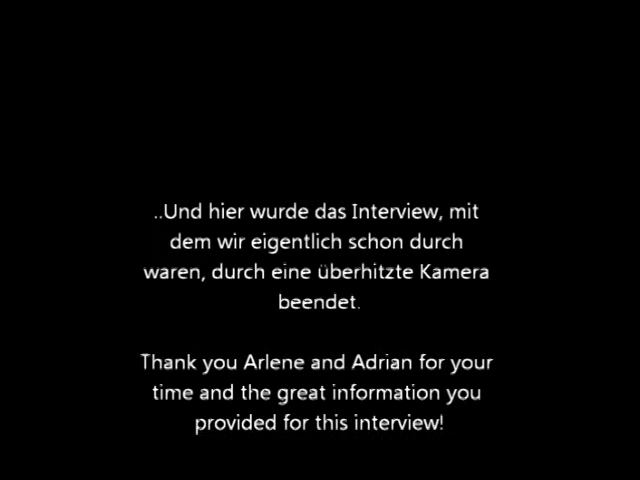 ..Und hier wurde das Interview, mit
dem wir eigentlich schon durch
waren, durch eine überhitzte Kamera
beendet.
Thank you Arlene and Adrian for your
time and the great information you
provided for this interview!